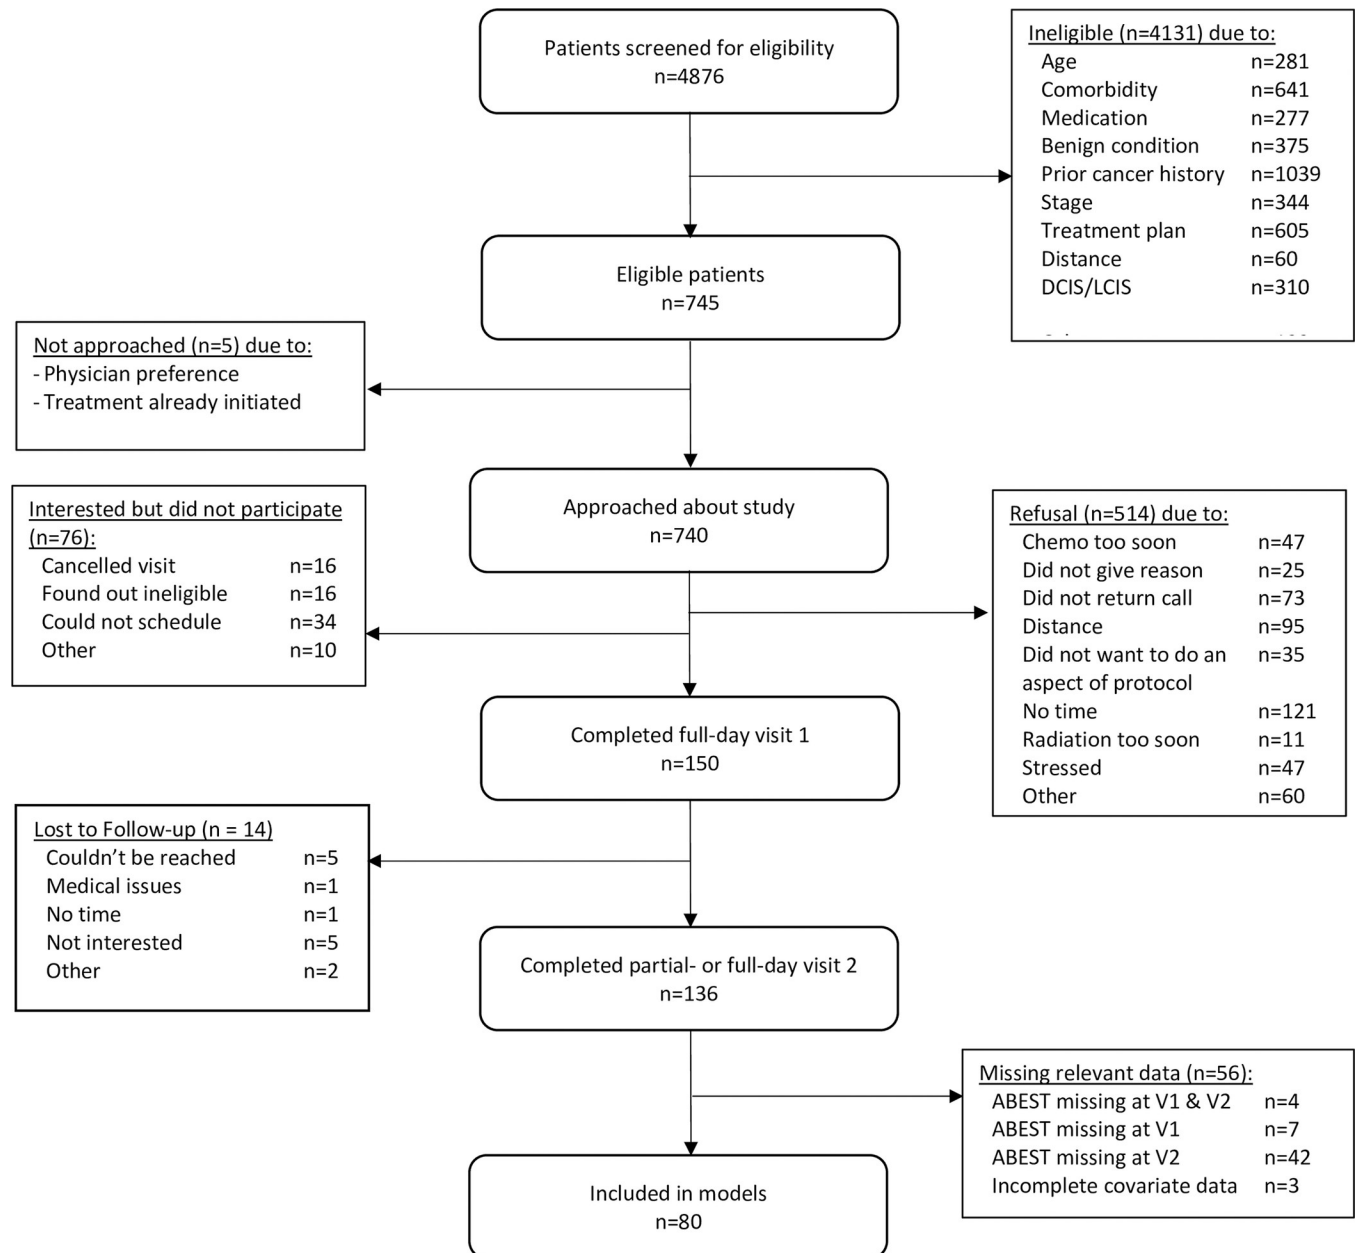 Patients screened for eligibility
n=4876
Ineligible (n=4131) due to:
Age n=281
Comorbidity n=641
Medication n=277
Benign condition n=375
Prior cancer history n=1039
Stage n=344
Treatment plan n=605
Distance n=60
DCIS/LCIS n=310
Eligible patients
n=745
Not approached (n=5) due to:
- Physician preference
- Treatment already initiated
Approached about study
n=740
Interested but did not participate
(n=76):
Cancelled visit n=16
Found out ineligible n=16
Could not schedule n=34
Other n=10
Refusal (n=514) due to:
Chemo too soon n=47
Did not give reason n=25
Did not return call n=73
Distance n=95
Did not want to do an n=35
aspect of protocol
No time n=121
Radiation too soon n=11
Stressed n=47
Other n=60
Completed full-day visit 1
n=150
Lost to Follow-up (n = 14)
Couldn’t be reached n=5
Medical issues n=1
No time n=1
Not interested n=5
Other n=2
Completed partial- or full-day visit 2
n=136
Missing relevant data (n=56):
ABEST missing at V1 & V2 n=4
ABEST missing at V1 n=7
ABEST missing at V2 n=42
Incomplete covariate data n=3
Included in models
n=80